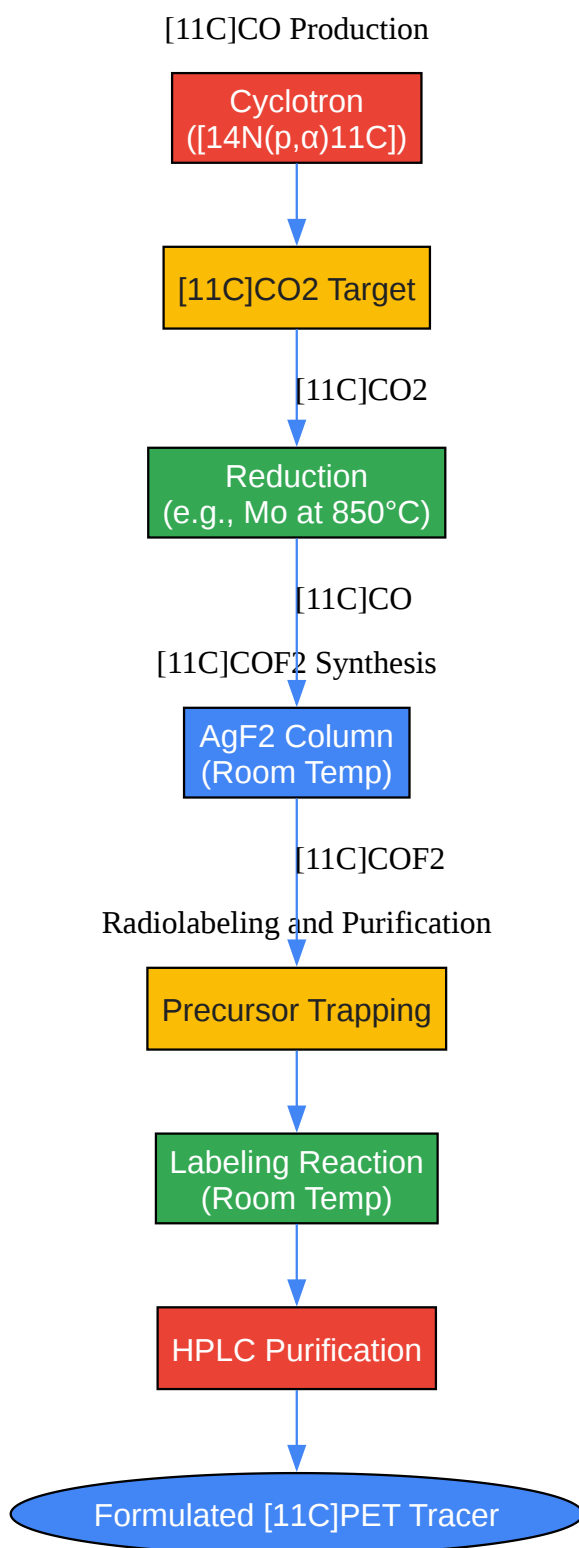 [11C]CO Production
Cyclotron
([14N(p,α)11C])
[11C]CO2 Target
[11C]CO2
Reduction
(e.g., Mo at 850°C)
[11C]CO
[11C]COF2 Synthesis
AgF2 Column
(Room Temp)
[11C]COF2
Radiolabeling and Purification
Precursor Trapping
Labeling Reaction
(Room Temp)
HPLC Purification
Formulated [11C]PET Tracer